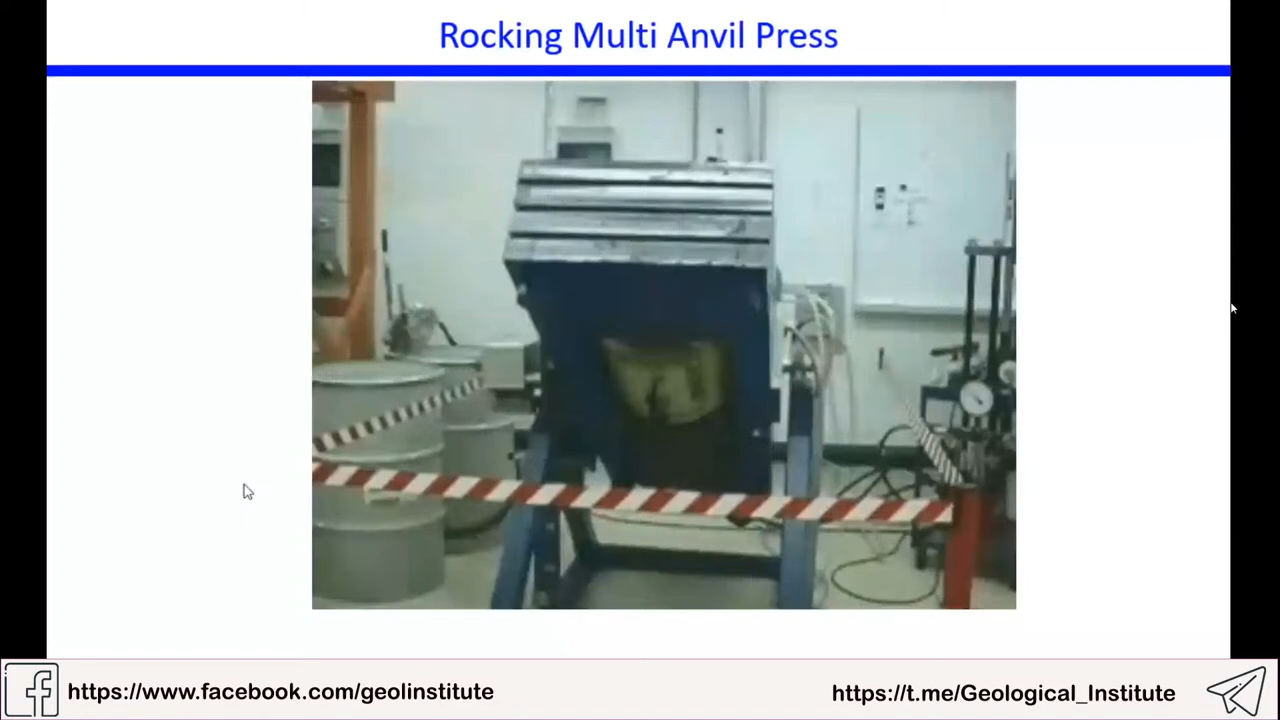 Rocking Multi Anvil Press
https://www.facebook.com/geolinstitute
https://t.me/Geological_Institute